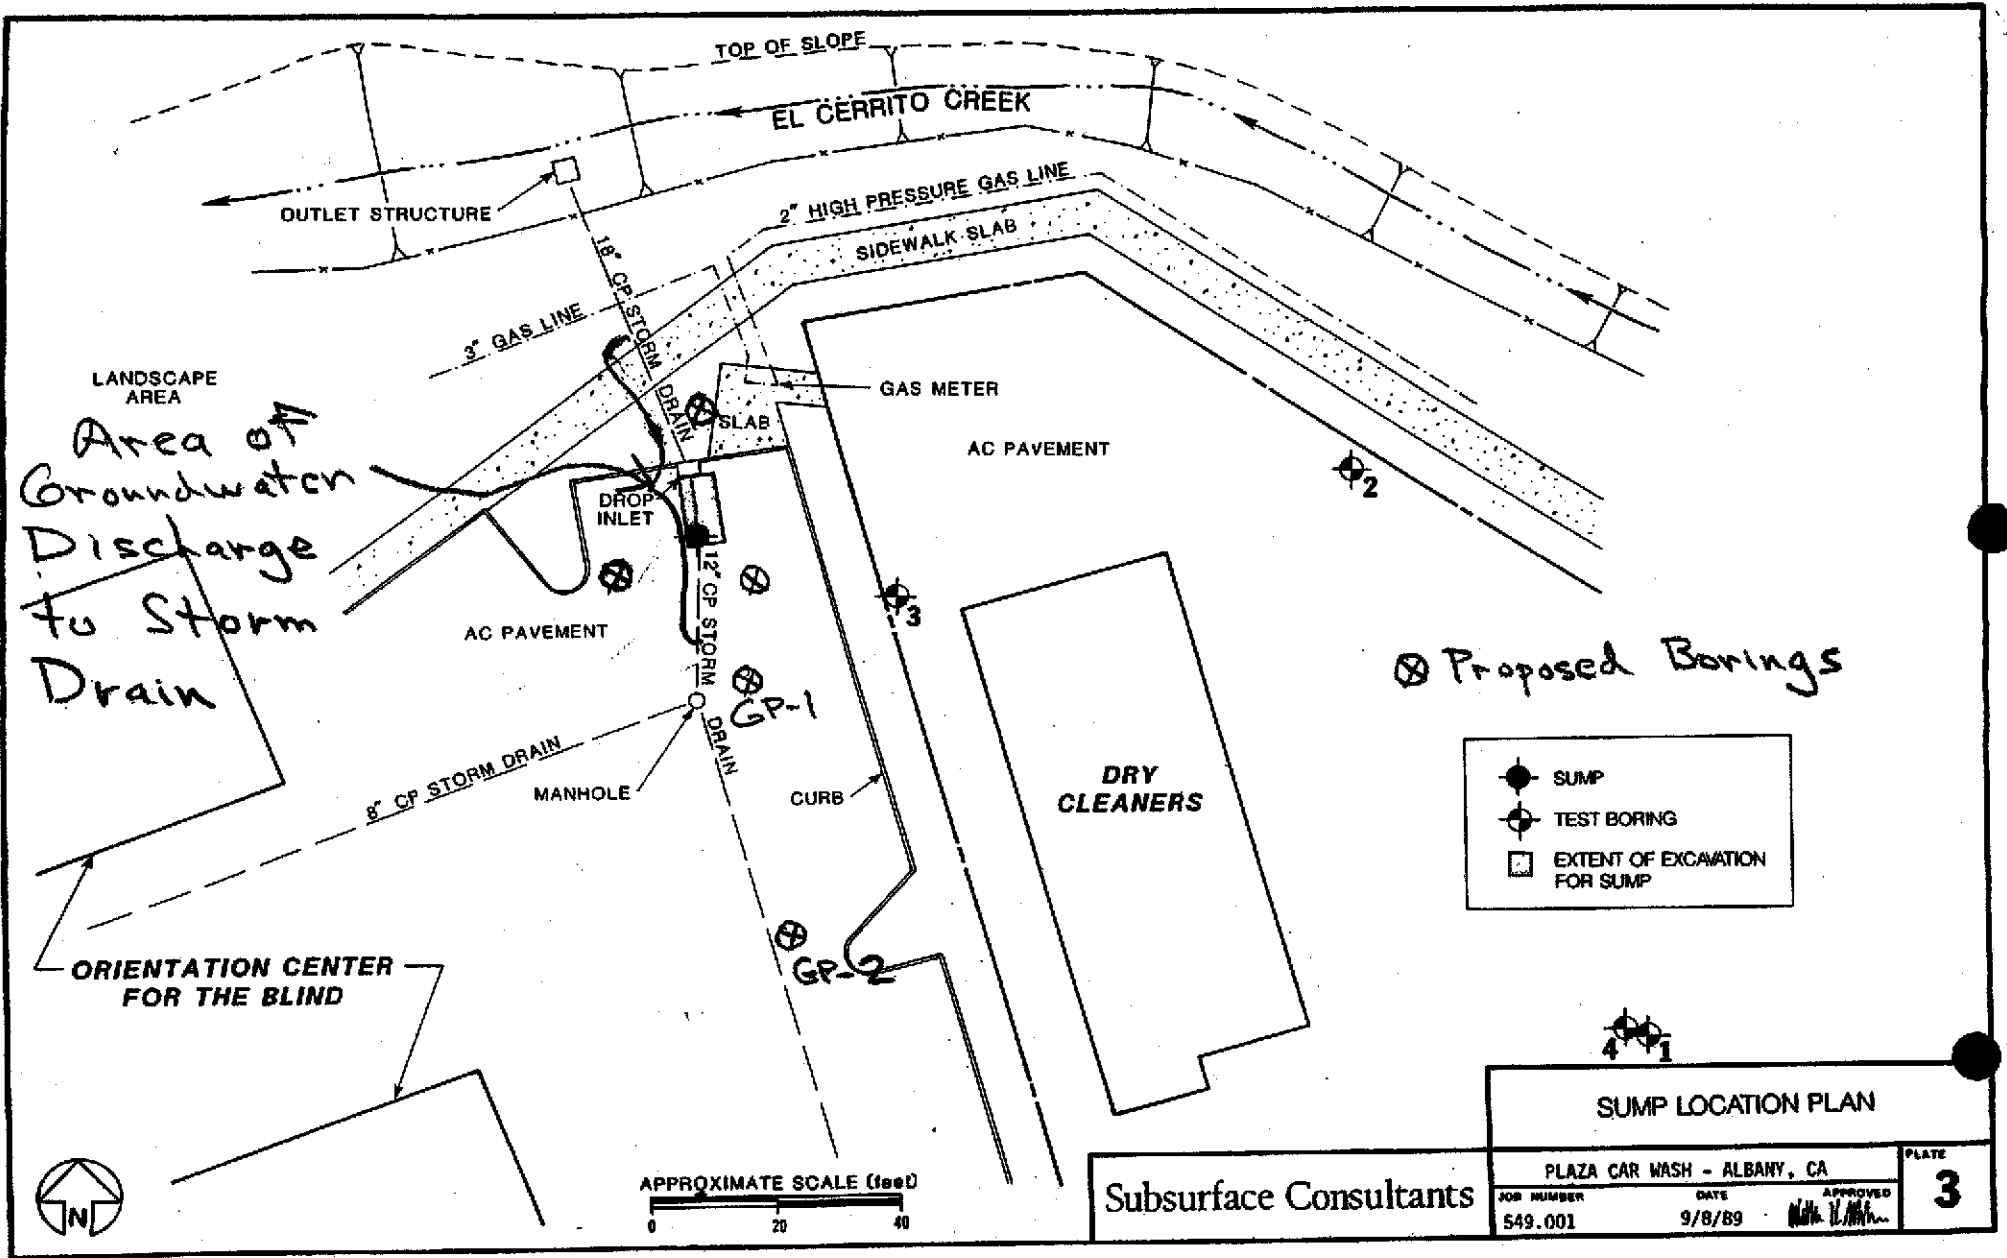 TOP OF SLOPE
EL CERRITO CREEK
OUTLET STRUCTURE
2" HIGH PRESSURE GAS LINE
SIDEWALK SLAB
18" CP STORM DRAIN
3" GAS LINE
LANDSCAPE
AREA
GAS METER
SLAB
AC PAVEMENT
Area of
Groundwater
Discharge
to Storm
Drain
DROP
INLET
2
3
12" CP STORM DRAIN
AC PAVEMENT
Proposed Borings
GP-1
8" CP STORM DRAIN
MANHOLE
CURB
DRY
CLEANERS
SUMP
TEST BORING
EXTENT OF EXCAVATION
FOR SUMP
GP-2
ORIENTATION CENTER
FOR THE BLIND
4
1
SUMP LOCATION PLAN
N
APPROXIMATE SCALE (feet)
0 20 40
Subsurface Consultants
PLAZA CAR WASH - ALBANY, CA
JOB NUMBER
549.001
DATE
9/8/89
APPROVED
PLATE
3